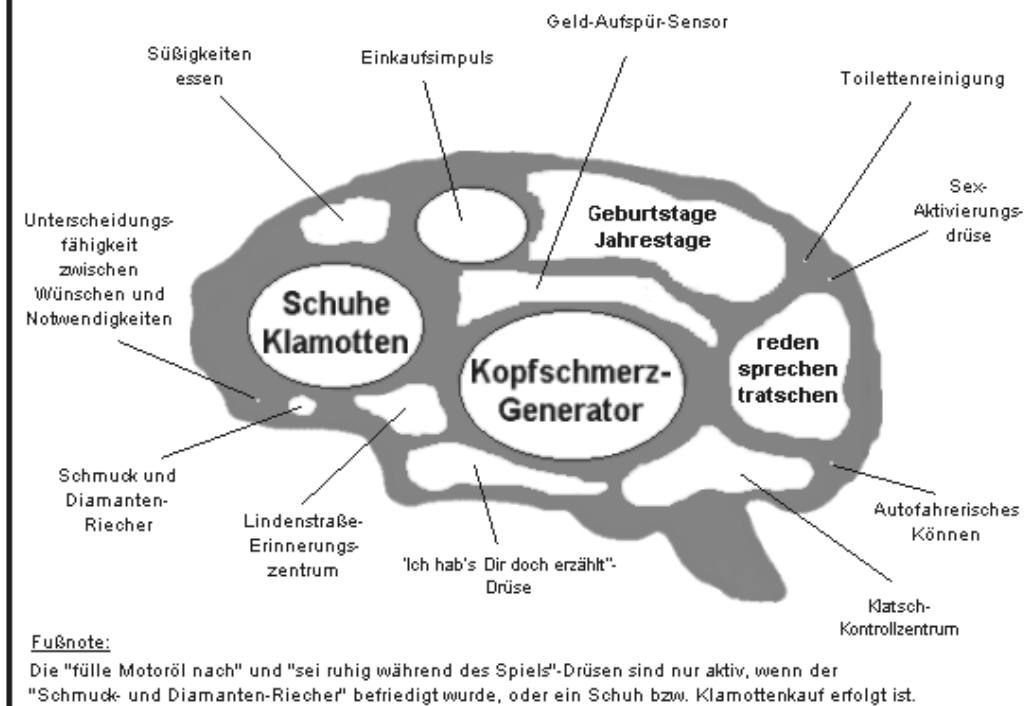 Geld-Aufspür-Sensor
Süßigkeiten
essen
Einkaufsimpuls
Toilettenreinigung
Sex-
Aktivierungs-
drüse
Unterscheidungs-
fähigkeit
zwischen
Wünschen und
Notwendigkeiten
Geburtstage
Jahrestage
Schuhe
Klamotten
Kopfschmerz-
Generator
reden
sprechen
tratschen
Schmuck und
Diamanten-
Riecher
Lindenstraße-
Erinnerungs-
zentrum
"Ich hab's Dir doch erzählt"-
Drüse
Autofahrerisches
Können
Klatsch-
Kontrollzentrum
Fußnote:
Die "fülle Motoröl nach" und "sei ruhig während des Spiels"-Drüsen sind nur aktiv, wenn der
"Schmuck- und Diamanten-Riecher" befriedigt wurde, oder ein Schuh bzw. Klamottenkauf erfolgt ist.